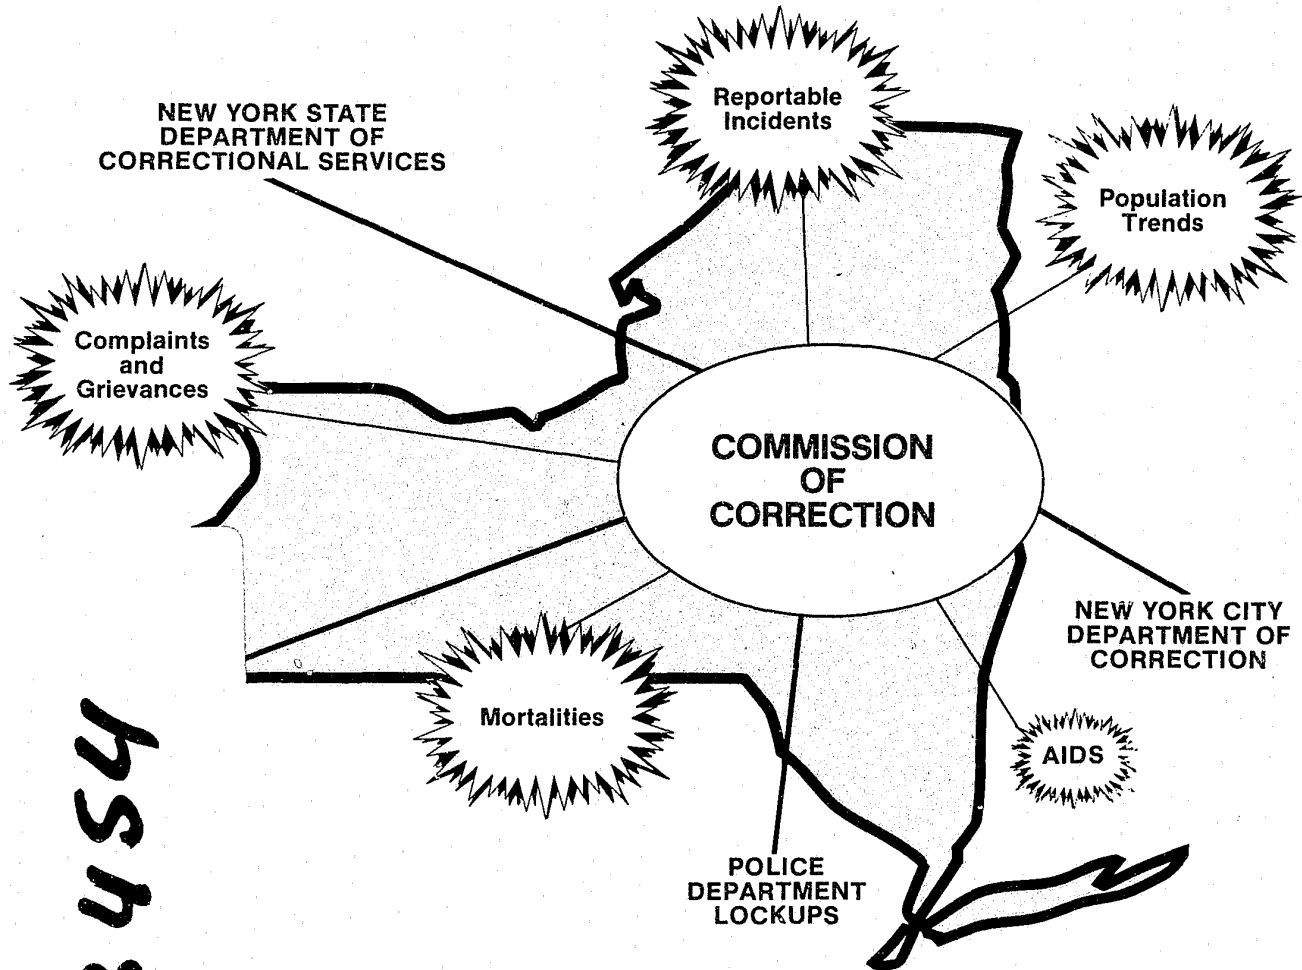 Reportable
Incidents
NEW YORK STATE
DEPARTMENT OF
CORRECTIONAL SERVICES
Population
Trends
Complaints
and
Grievances
COMMISSION
OF
CORRECTION
NEW YORK CITY
DEPARTMENT OF
CORRECTION
Mortalities
AIDS
POLICE
DEPARTMENT
LOCKUPS